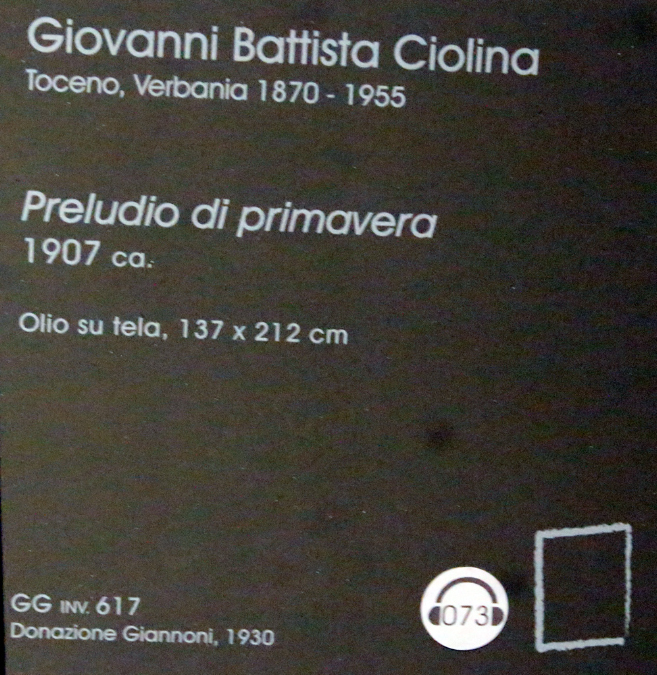 Giovanni Battista Ciolina
Toceno, Verbania 1870 - 1955
Preludio di primavera
1907 ca.
Olio su tela, 137 x 212 cm
GG INV. 617
Donazione Giannoni, 1930
073